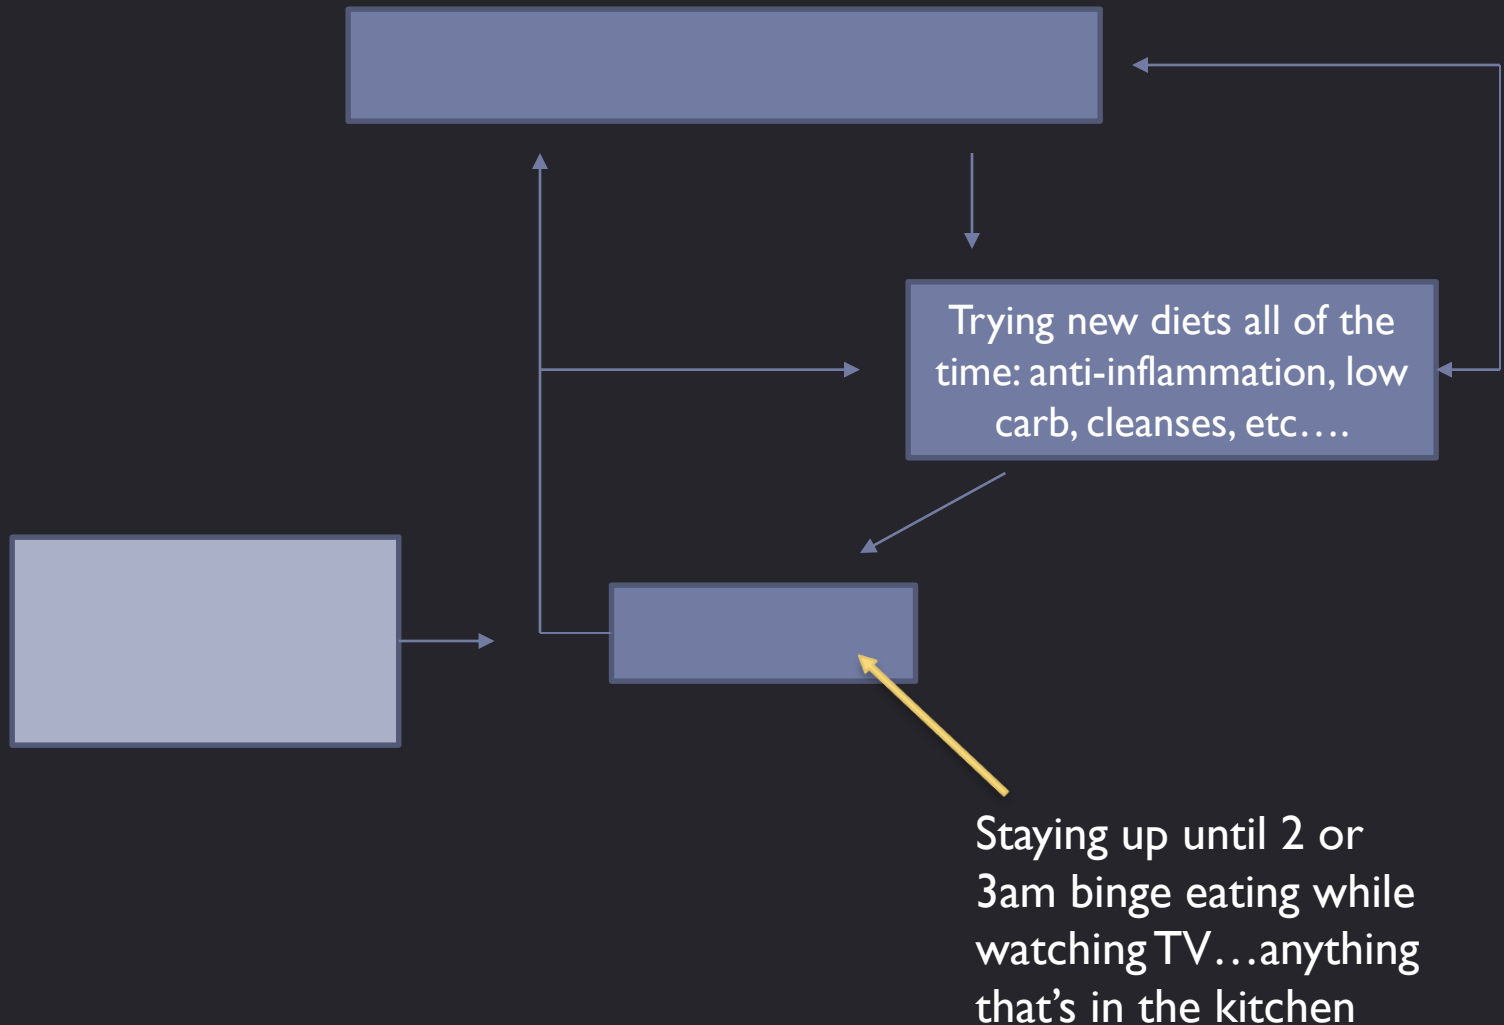 Trying new diets all of the
time: anti-inflammation, low
carb, cleanses, etc….
Staying up until 2 or
3am binge eating while
watching TV…anything
that’s in the kitchen